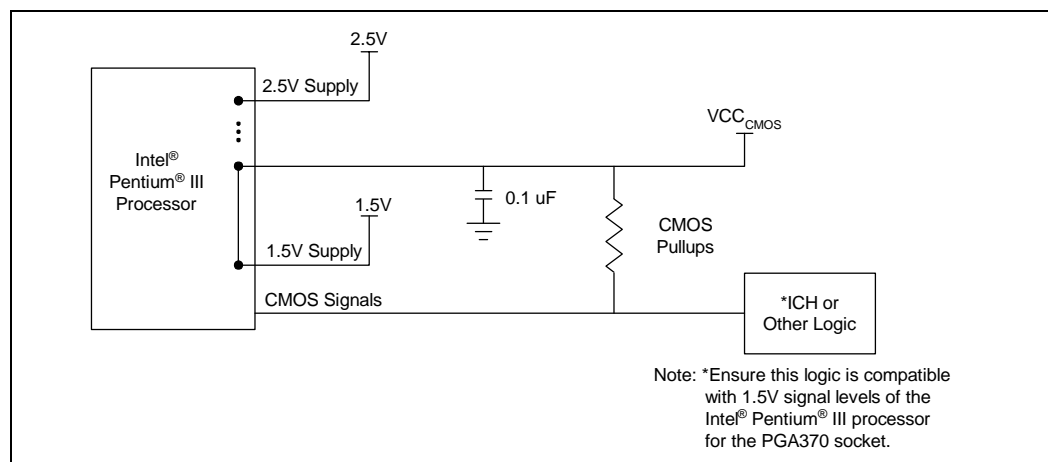 2.5V
2.5V Supply
VCC_CMOS
Intel®
Pentium® III
Processor
0.1 uF
1.5V
CMOS
Pullups
1.5V Supply
CMOS Signals
*ICH or
Other Logic
Note: *Ensure this logic is compatible
with 1.5V signal levels of the
Intel® Pentium® III processor
for the PGA370 socket.